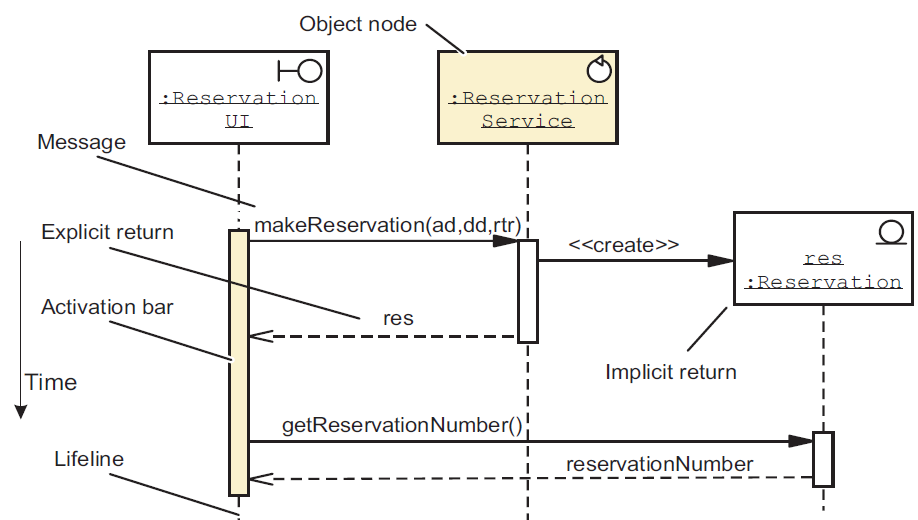 Object node
:Reservation
UI
:Reservation
Service
Message
makeReservation(ad,dd,rtr)
Explicit return
<<create>>
res
:Reservation
Activation bar
res
Implicit return
Time
getReservationNumber()
Lifeline
reservationNumber